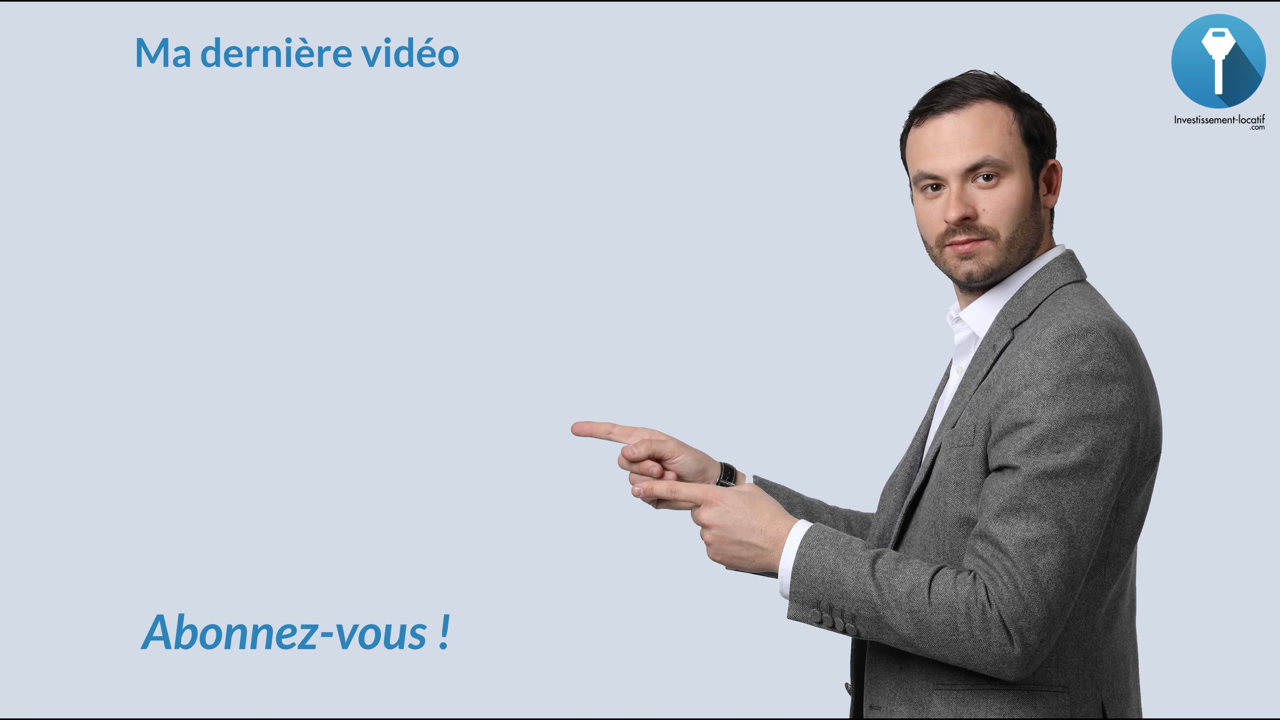 Ma dernière vidéo
Investissement-locatif
.com
Abonnez-vous !